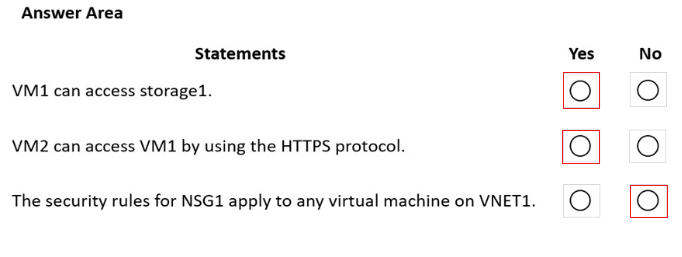 Answer Area
Statements Yes No
VM1 can access storage1.
VM2 can access VM1 by using the HTTPS protocol.
The security rules for NSG1 apply to any virtual machine on VNET1.